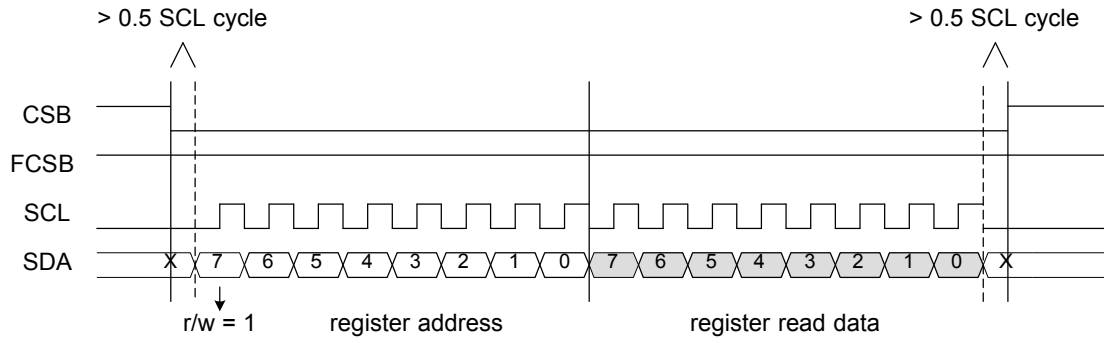 > 0.5 SCL cycle > 0.5 SCL cycle
CSB
FCSB
SCL
SDA X 7 6 5 4 3 2 1 0 7 6 5 4 3 2 1 0 X
r/w = 1 register address register read data